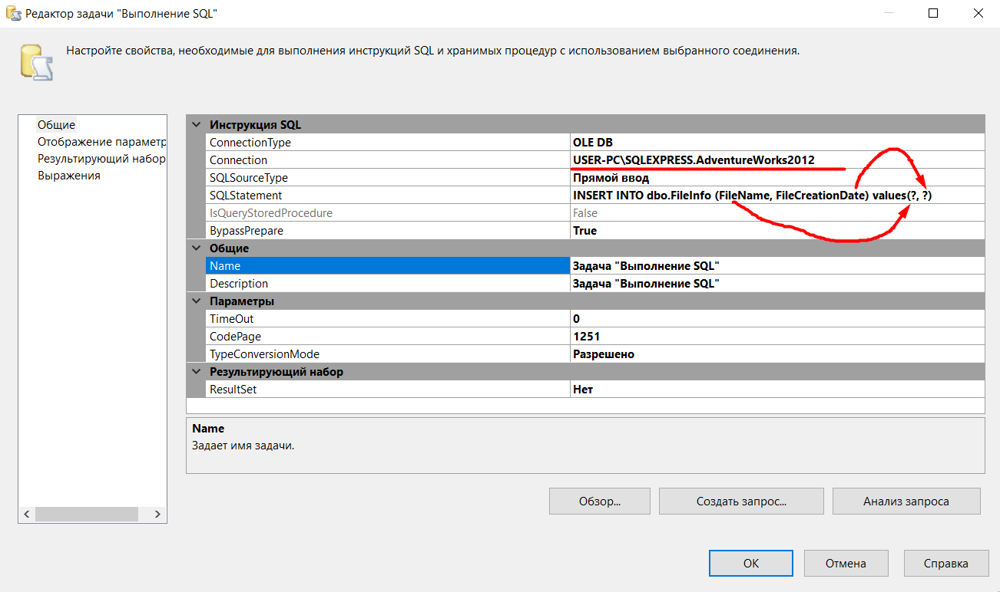 Редактор задачи "Выполнение SQL"
Настройте свойства, необходимые для выполнения инструкций SQL и хранимых процедур с использованием выбранного соединения.
Общие
Отображение параметр
Результирующий набор
Выражения
Инструкция SQL
ConnectionType OLE DB
Connection USER-PC\SQLEXPRESS.AdventureWorks2012
SQLSourceType Прямой ввод
SQLStatement INSERT INTO dbo.FileInfo (FileName, FileCreationDate) values(?, ?)
IsQueryStoredProcedure False
BypassPrepare True
Общие
Name Задача "Выполнение SQL"
Description Задача "Выполнение SQL"
Параметры
TimeOut 0
CodePage 1251
TypeConversionMode Разрешено
Результирующий набор
ResultSet Нет
Name
Задает имя задачи.
Обзор... Создать запрос... Анализ запроса
ОК Отмена Справка